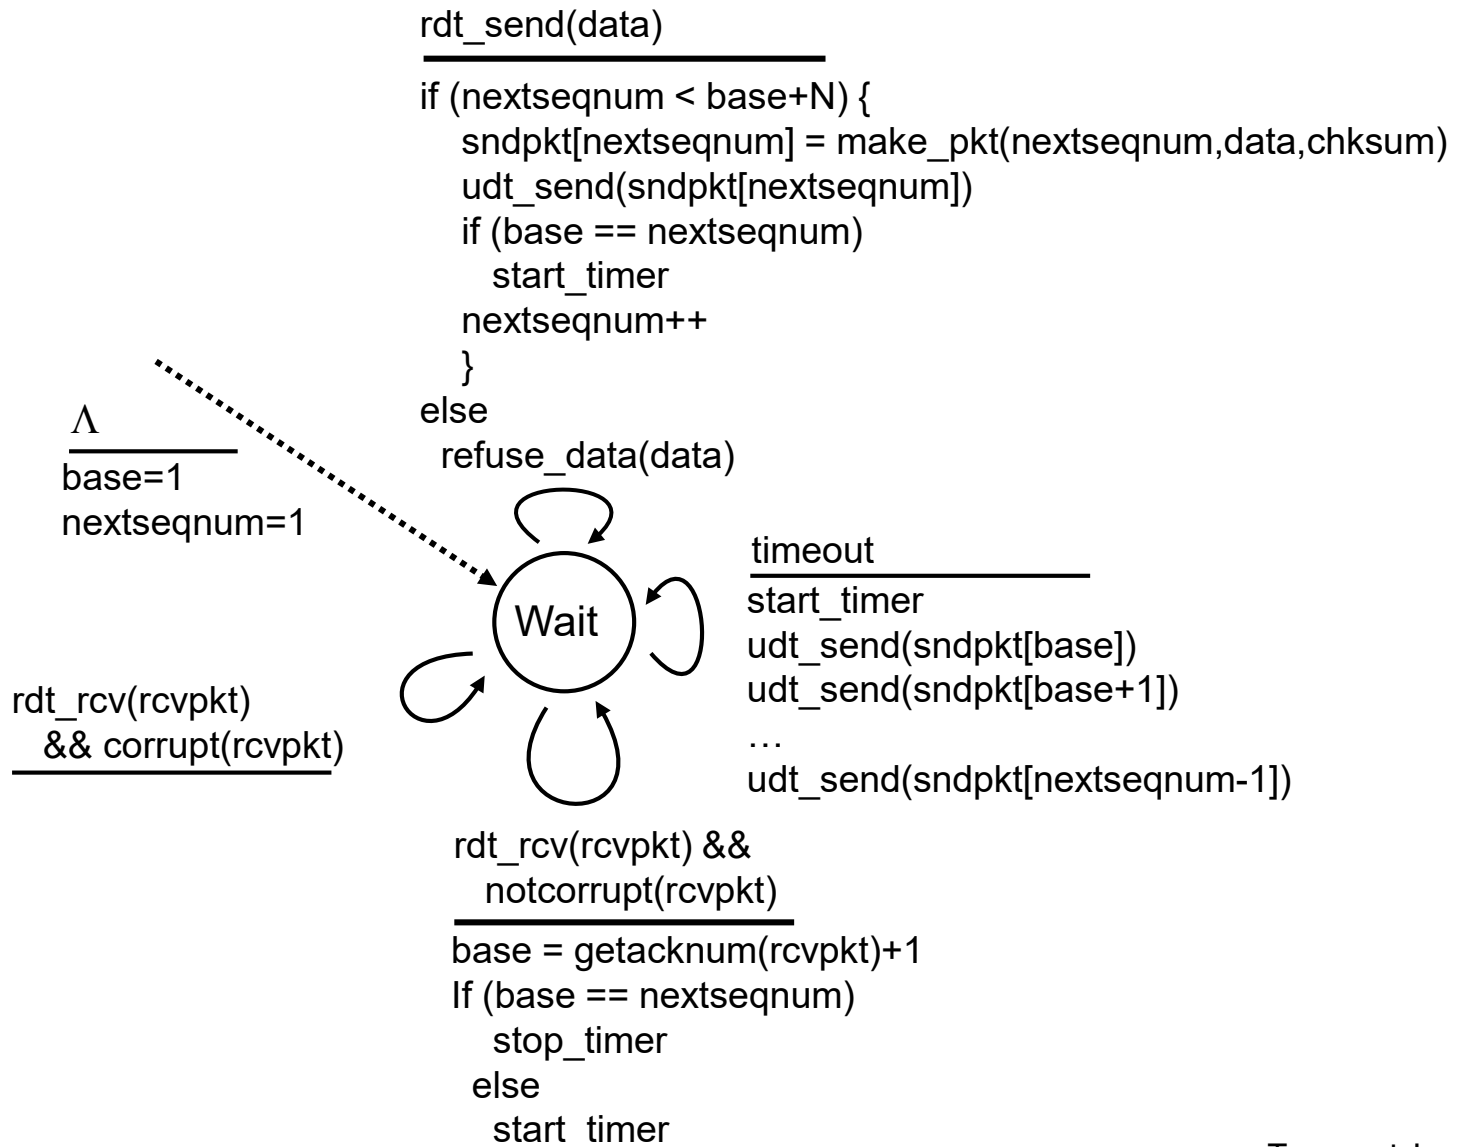 rdt_send(data)
if (nextseqnum < base+N) {
sndpkt[nextseqnum] = make_pkt(nextseqnum,data,chksum)
udt_send(sndpkt[nextseqnum])
if (base == nextseqnum)
start_timer
nextseqnum++
}
else
refuse_data(data)
Λ
base=1
nextseqnum=1
Wait
timeout
start_timer
udt_send(sndpkt[base])
udt_send(sndpkt[base+1])
…
udt_send(sndpkt[nextseqnum-1])
rdt_rcv(rcvpkt)
&& corrupt(rcvpkt)
rdt_rcv(rcvpkt) &&
notcorrupt(rcvpkt)
base = getacknum(rcvpkt)+1
If (base == nextseqnum)
stop_timer
else
start_timer